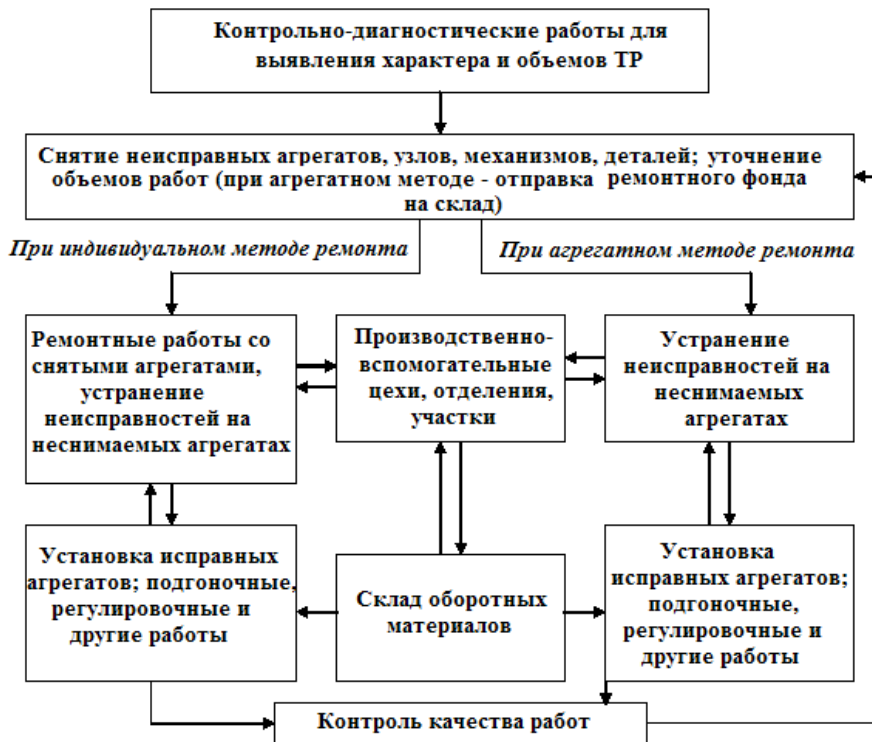 Контрольно-диагностические работы для
выявления характера и объемов ТР
Снятие неисправных агрегатов, узлов, механизмов, деталей; уточнение
объемов работ (при агрегатном методе - отправка ремонтного фонда
на склад)
При индивидуальном методе ремонта
При агрегатном методе ремонта
Ремонтные работы со
снятыми агрегатами,
устранение
неисправностей на
неснимаемых агрегатах
Производственно-
вспомогательные
цехи, отделения,
участки
Устранение
неисправностей на
неснимаемых
агрегатах
Установка исправных
агрегатов; подгоночные,
регулировочные и
другие работы
Склад оборотных
материалов
Установка
исправных агрегатов;
подгоночные,
регулировочные и
другие работы
Контроль качества работ